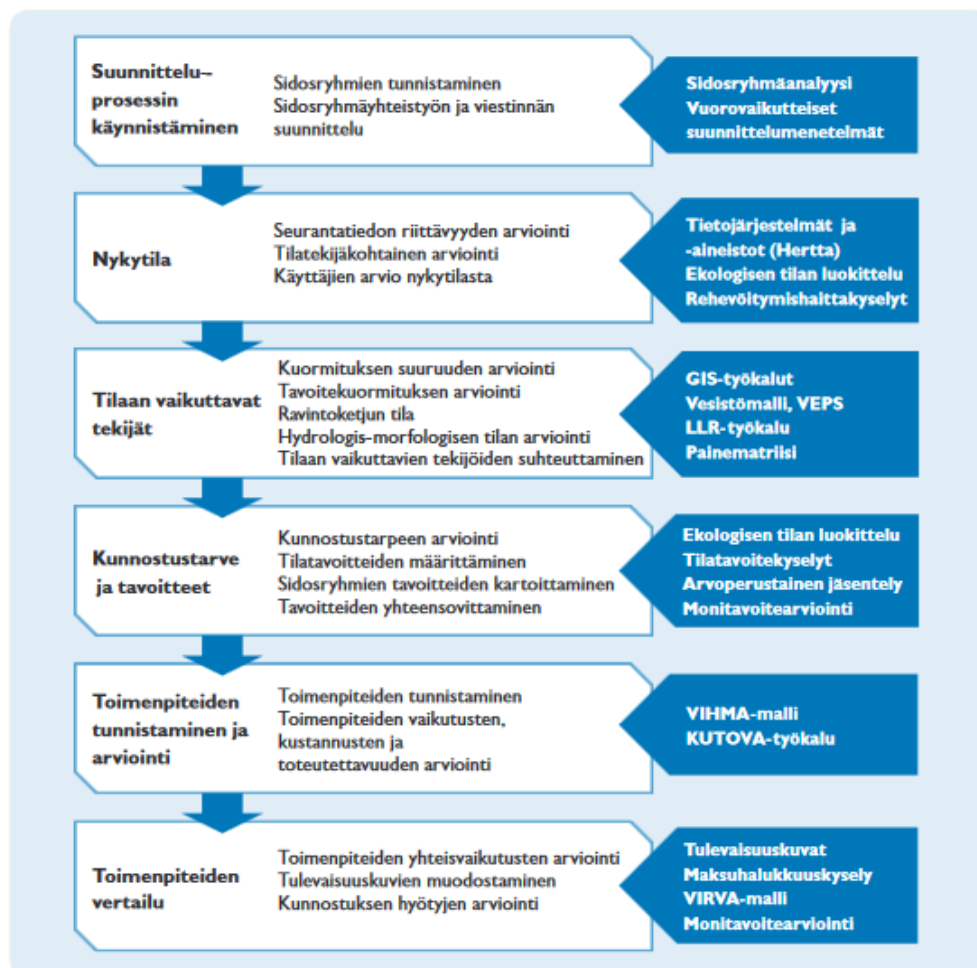 Suunnittelu–
prosessin
käynnistäminen
Sidosryhmien tunnistaminen
Sidosryhmäyhteistyön ja viestinnän
suunnittelu
Sidosryhmäanalyysi
Vuorovaikutteiset
suunnittelumenetelmät
Nykytila
Seurantatiedon riittävyyden arviointi
Tilatekijäkohtainen arviointi
Käyttäjien arvio nykytilasta
Tietojärjestelmät ja
-aineistot (Hertta)
Ekologisen tilan luokittelu
Rehevöitymishaittakyselyt
Tilaan vaikuttavat
tekijät
Kuormituksen suuruuden arviointi
Tavoitekuormituksen arviointi
Ravintoketjun tila
Hydrologis-morfologisen tilan arviointi
Tilaan vaikuttavien tekijöiden suhteuttaminen
GIS-työkalut
Vesistömalli, VEPS
LLR-työkalu
Painematriisi
Kunnostustarve
ja tavoitteet
Kunnostustarpeen arviointi
Tilatavoitteiden määrittäminen
Sidosryhmien tavoitteiden kartoittaminen
Tavoitteiden yhteensovittaminen
Ekologisen tilan luokittelu
Tilatavoitekyselyt
Arvoperustainen jäsentely
Monitavoitearviointi
Toimenpiteiden
tunnistaminen ja
arviointi
Toimenpiteiden tunnistaminen
Toimenpiteiden vaikutusten,
kustannusten ja
toteutettavuuden arviointi
VIHMA-malli
KUTOVA-työkalu
Toimenpiteiden
vertailu
Toimenpiteiden yhteisvaikutusten arviointi
Tulevaisuuskuvien muodostaminen
Kunnostuksen hyötyjen arviointi
Tulevaisuuskuvat
Maksuhalukkuuskysely
VIRVA-malli
Monitavoitearviointi